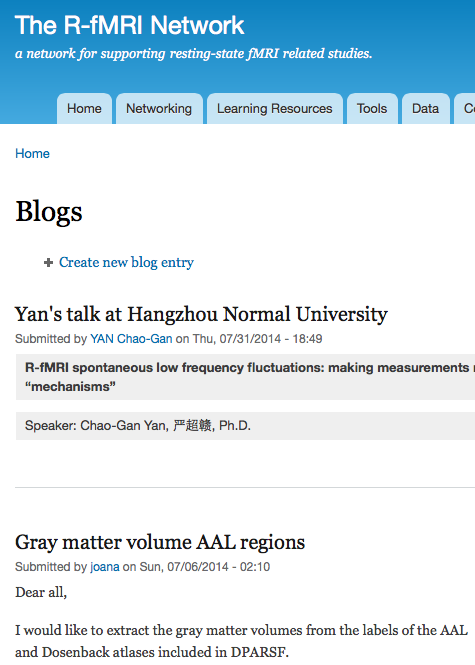 The R-fMRI Network
a network for supporting resting-state fMRI related studies.
Home Networking Learning Resources Tools Data
Home
Blogs
Create new blog entry
Yan's talk at Hangzhou Normal University
Submitted by YAN Chao-Gan on Thu, 07/31/2014 - 18:49
R-fMRI spontaneous low frequency fluctuations: making measurements
“mechanisms”
Speaker: Chao-Gan Yan, 严超赣, Ph.D.
Gray matter volume AAL regions
Submitted by joana on Sun, 07/06/2014 - 02:10
Dear all,
I would like to extract the gray matter volumes from the labels of the AAL
and Dosenback atlases included in DPARSF.